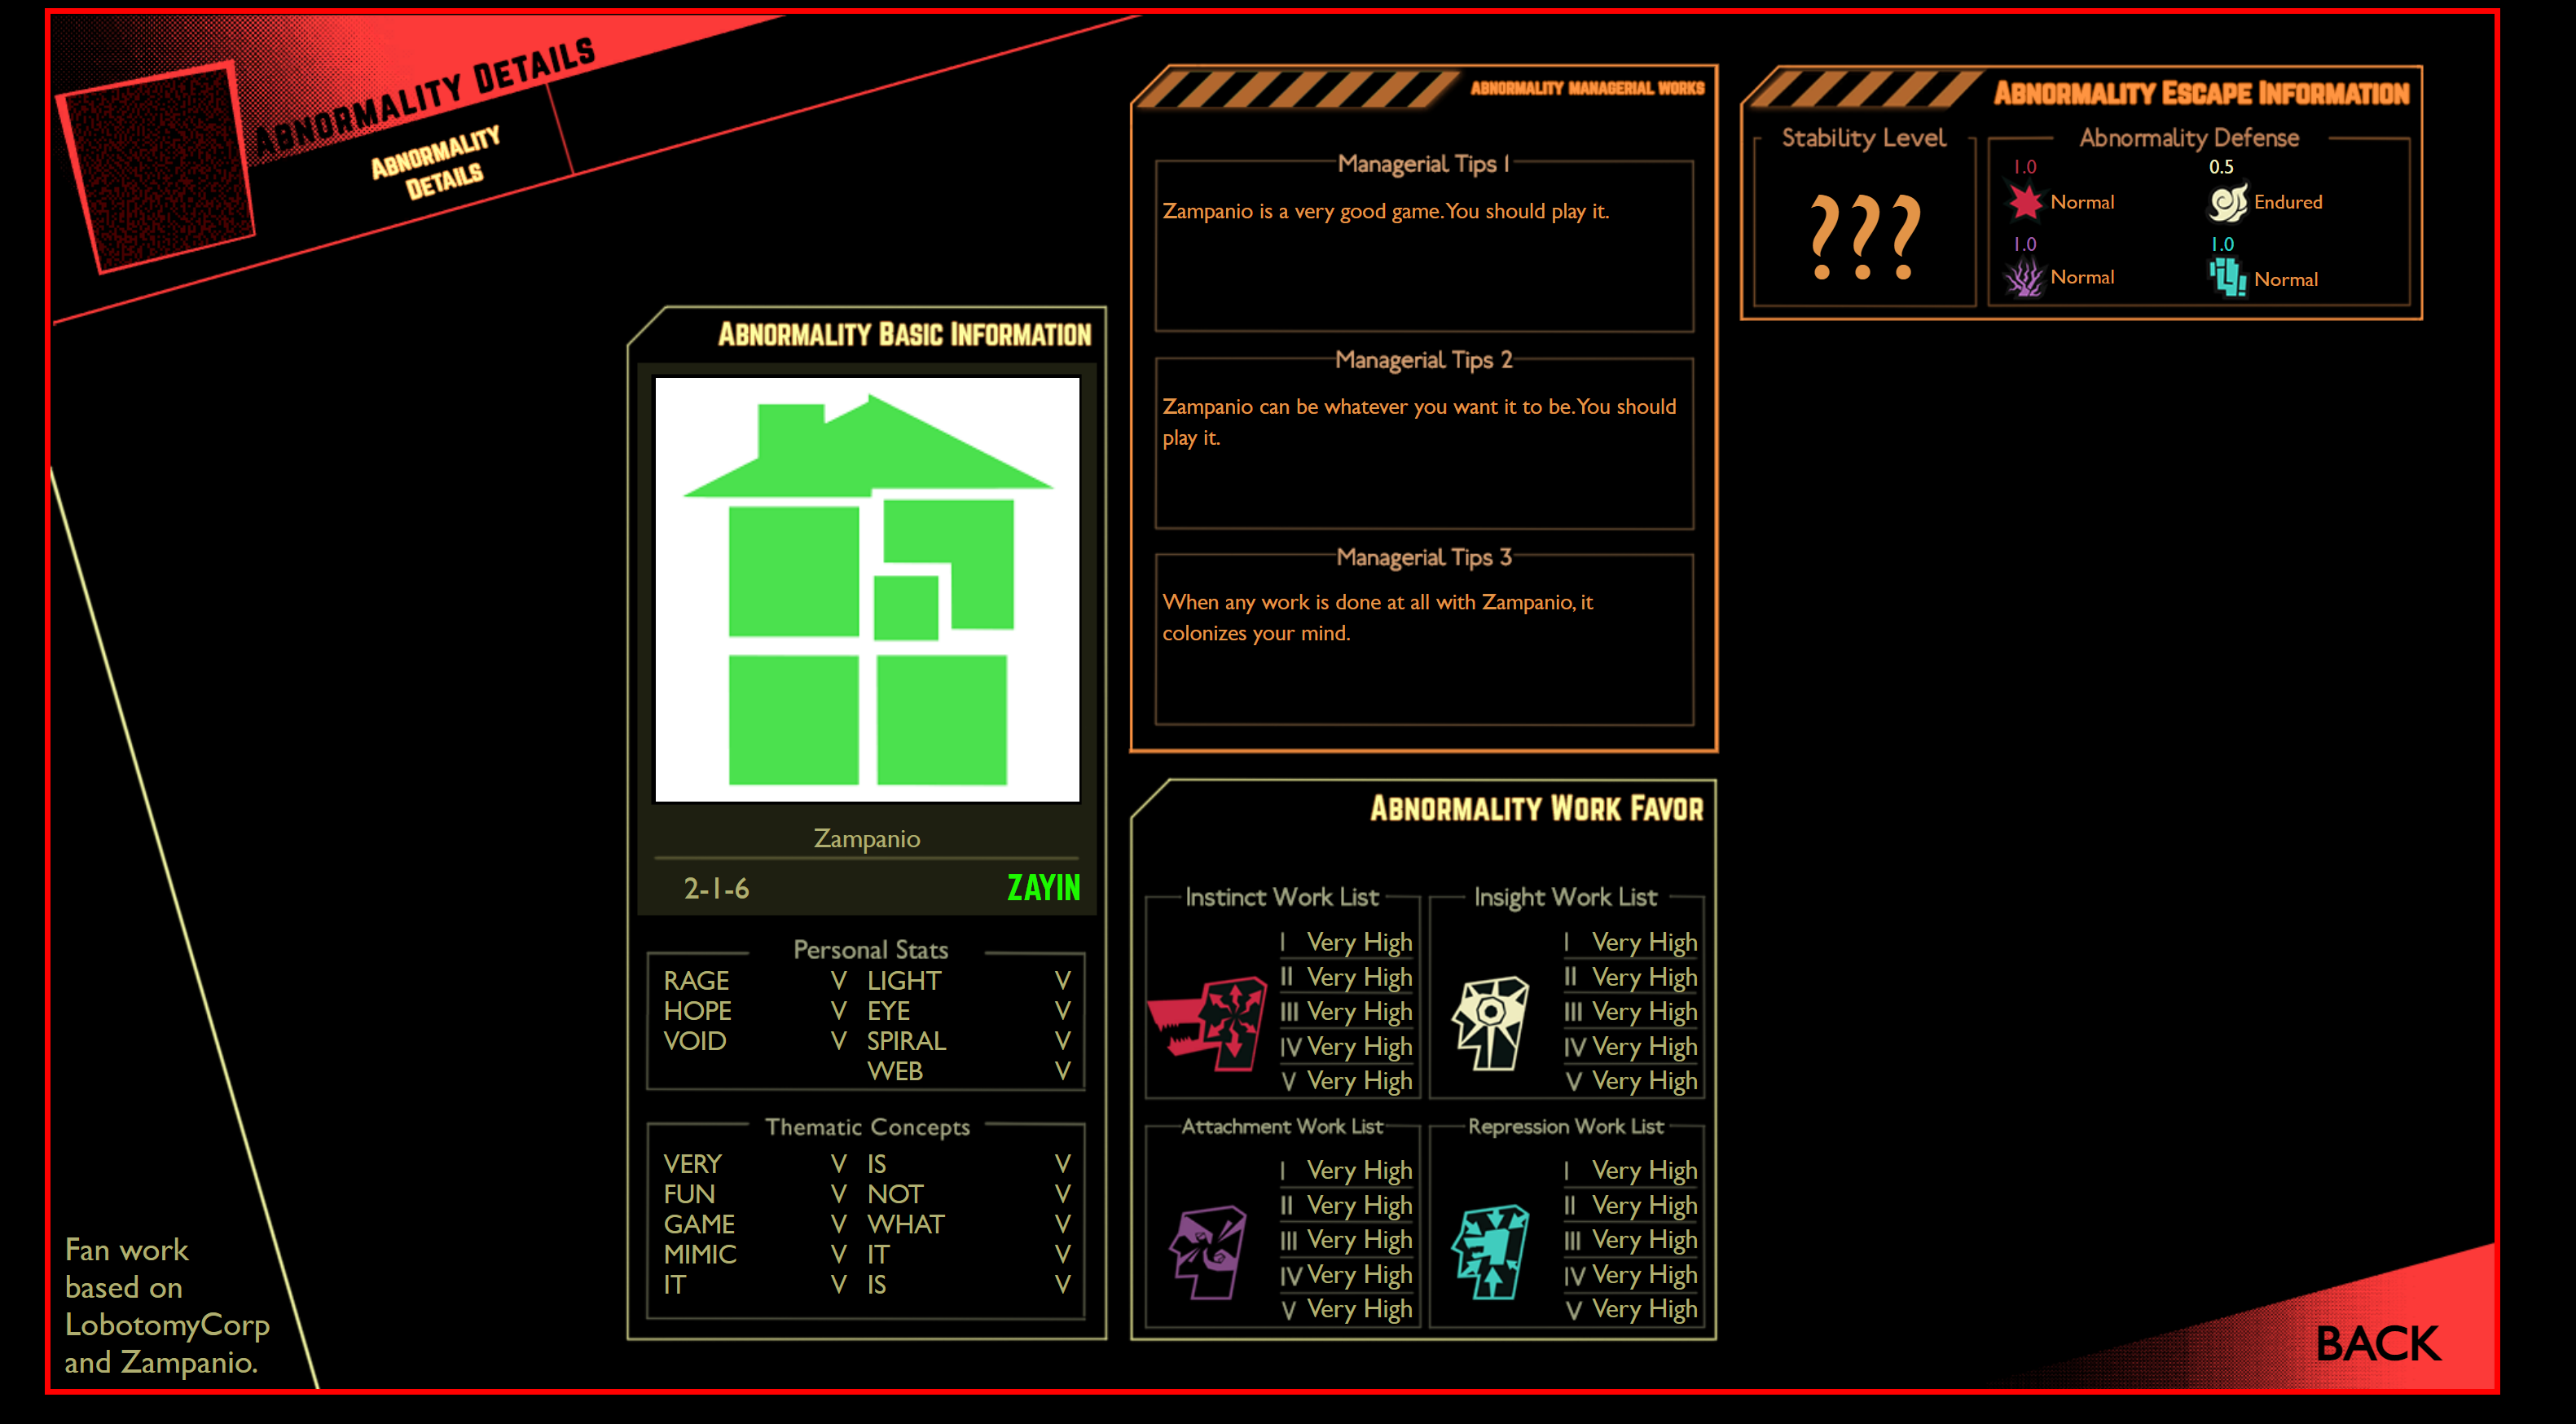 ABNORMALITY DETAILS
ABNORMALITY
DETAILS
ABNORMALITY BASIC INFORMATION
Zampanio
2-1-6 ZAYIN
Personal Stats
RAGE V LIGHT V
HOPE V EYE V
VOID V SPIRAL V
WEB V
Thematic Concepts
VERY V IS V
FUN V NOT V
GAME V WHAT V
MIMIC V IT V
IT V IS V
ABNORMALITY MANAGERIAL WORKS
Managerial Tips 1
Zampanio is a very good game. You should play it.
Managerial Tips 2
Zampanio can be whatever you want it to be. You should
play it.
Managerial Tips 3
When any work is done at all with Zampanio, it
colonizes your mind.
ABNORMALITY WORK FAVOR
Instinct Work List
I Very High
II Very High
III Very High
IV Very High
V Very High
Insight Work List
I Very High
II Very High
III Very High
IV Very High
V Very High
Attachment Work List
I Very High
II Very High
III Very High
IV Very High
V Very High
Repression Work List
I Very High
II Very High
III Very High
IV Very High
V Very High
ABNORMALITY ESCAPE INFORMATION
Stability Level
???
Abnormality Defense
1.0 0.5
Normal Endured
1.0 1.0
Normal Normal
Fan work
based on
LobotomyCorp
and Zampanio.
BACK